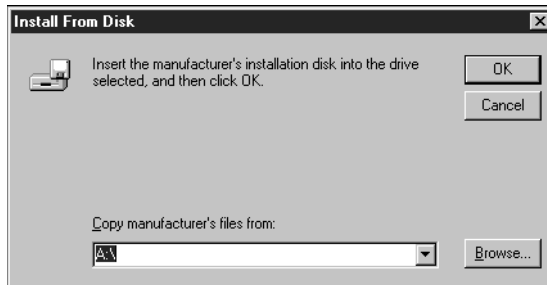 Install From Disk
Insert the manufacturer's installation disk into the drive
selected, and then click OK.
OK
Cancel
Copy manufacturer's files from:
A:\
Browse...